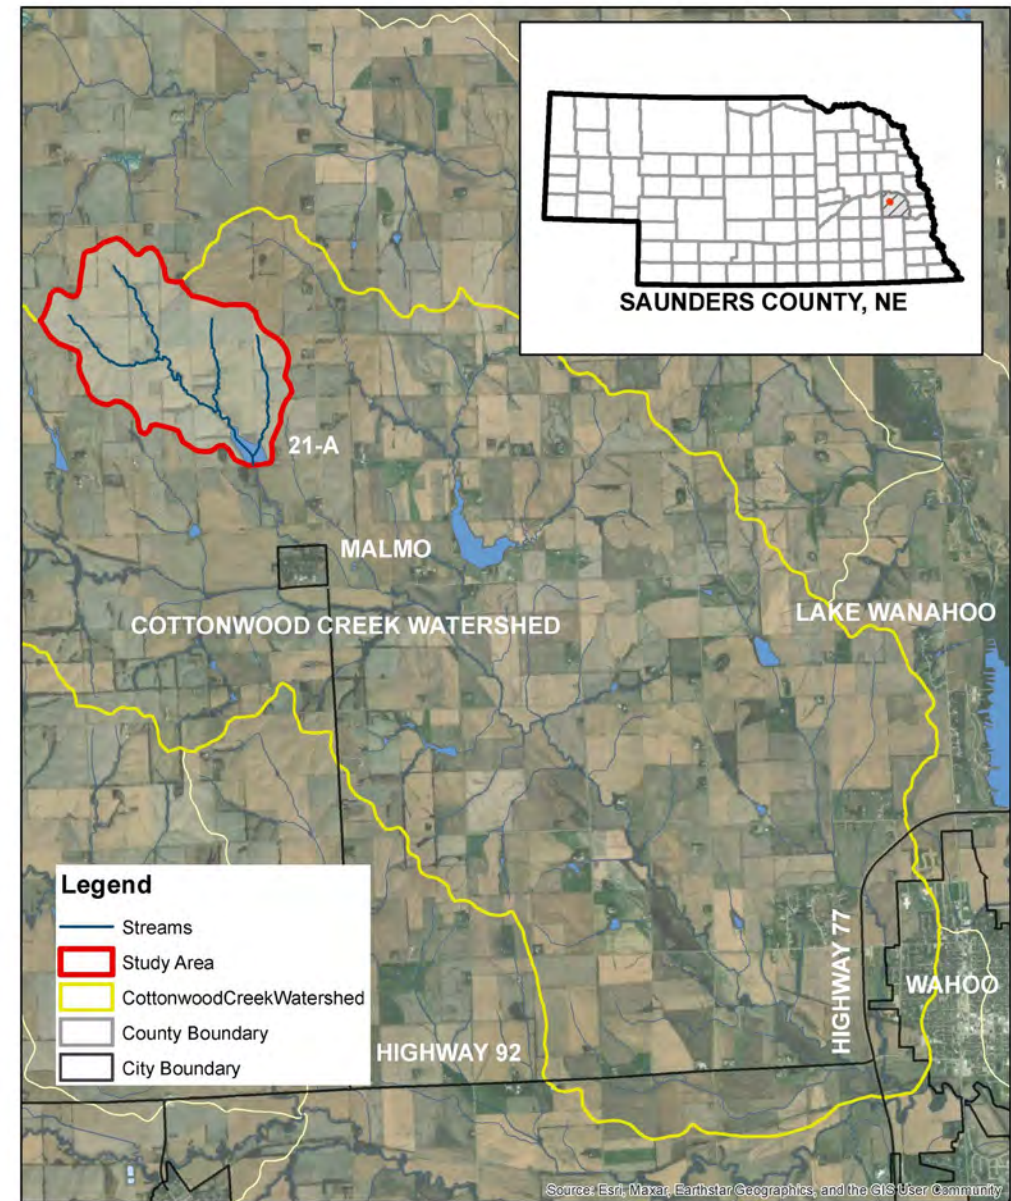 SAUNDERS COUNTY, NE
21-A
MALMO
COTTONWOOD CREEK WATERSHED
LAKE WANAHOO
Legend
Streams
Study Area
CottonwoodCreekWatershed
County Boundary
City Boundary
HIGHWAY 77
WAHOO
HIGHWAY 92
Source: Esri, Maxar, Earthstar Geographics, and the GIS User Community